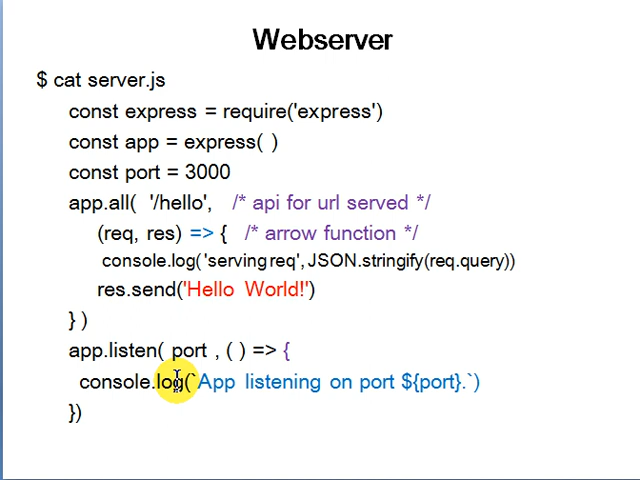 Webserver
$ cat server.js
const express = require('express')
const app = express( )
const port = 3000
app.all( '/hello', /* api for url served */
(req, res) => { /* arrow function */
console.log( 'serving req', JSON.stringify(req.query))
res.send('Hello World!')
} )
app.listen( port , ( ) => {
console.log(`App listening on port ${port}.`)
})